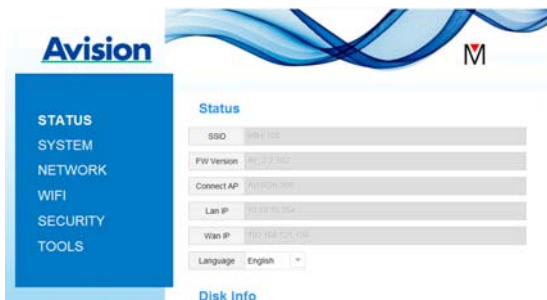 Avision
STATUS
SYSTEM
NETWORK
WIFI
SECURITY
TOOLS
Status
SSID
FW Version
Connect AP
Lan IP
Wan IP
Language English
Disk Info